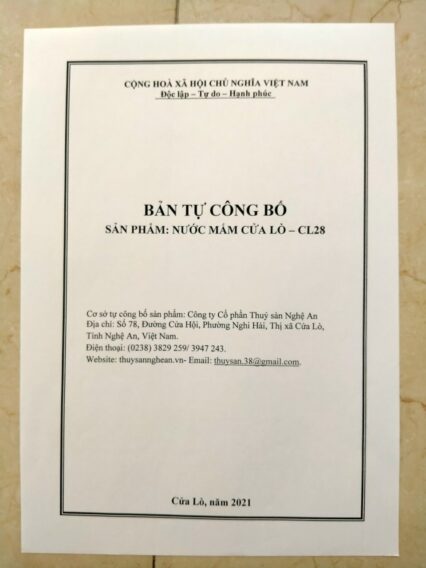 CỘNG HOÀ XÃ HỘI CHỦ NGHĨA VIỆT NAM
Độc lập – Tự do – Hạnh phúc
BẢN TỰ CÔNG BỐ
SẢN PHẨM: NƯỚC MẮM CỬA LÒ – CL28
Cơ sở tự công bố sản phẩm: Công ty Cổ phần Thuỷ sản Nghệ An
Địa chỉ: Số 78, Đường Cửa Hội, Phường Nghi Hải, Thị xã Cửa Lò,
Tỉnh Nghệ An, Việt Nam.
Điện thoại: (0238) 3829 259/ 3947 243.
Website: thuysannghean.vn- Email: thuysan.38@gmail.com.
Cửa Lò, năm 2021